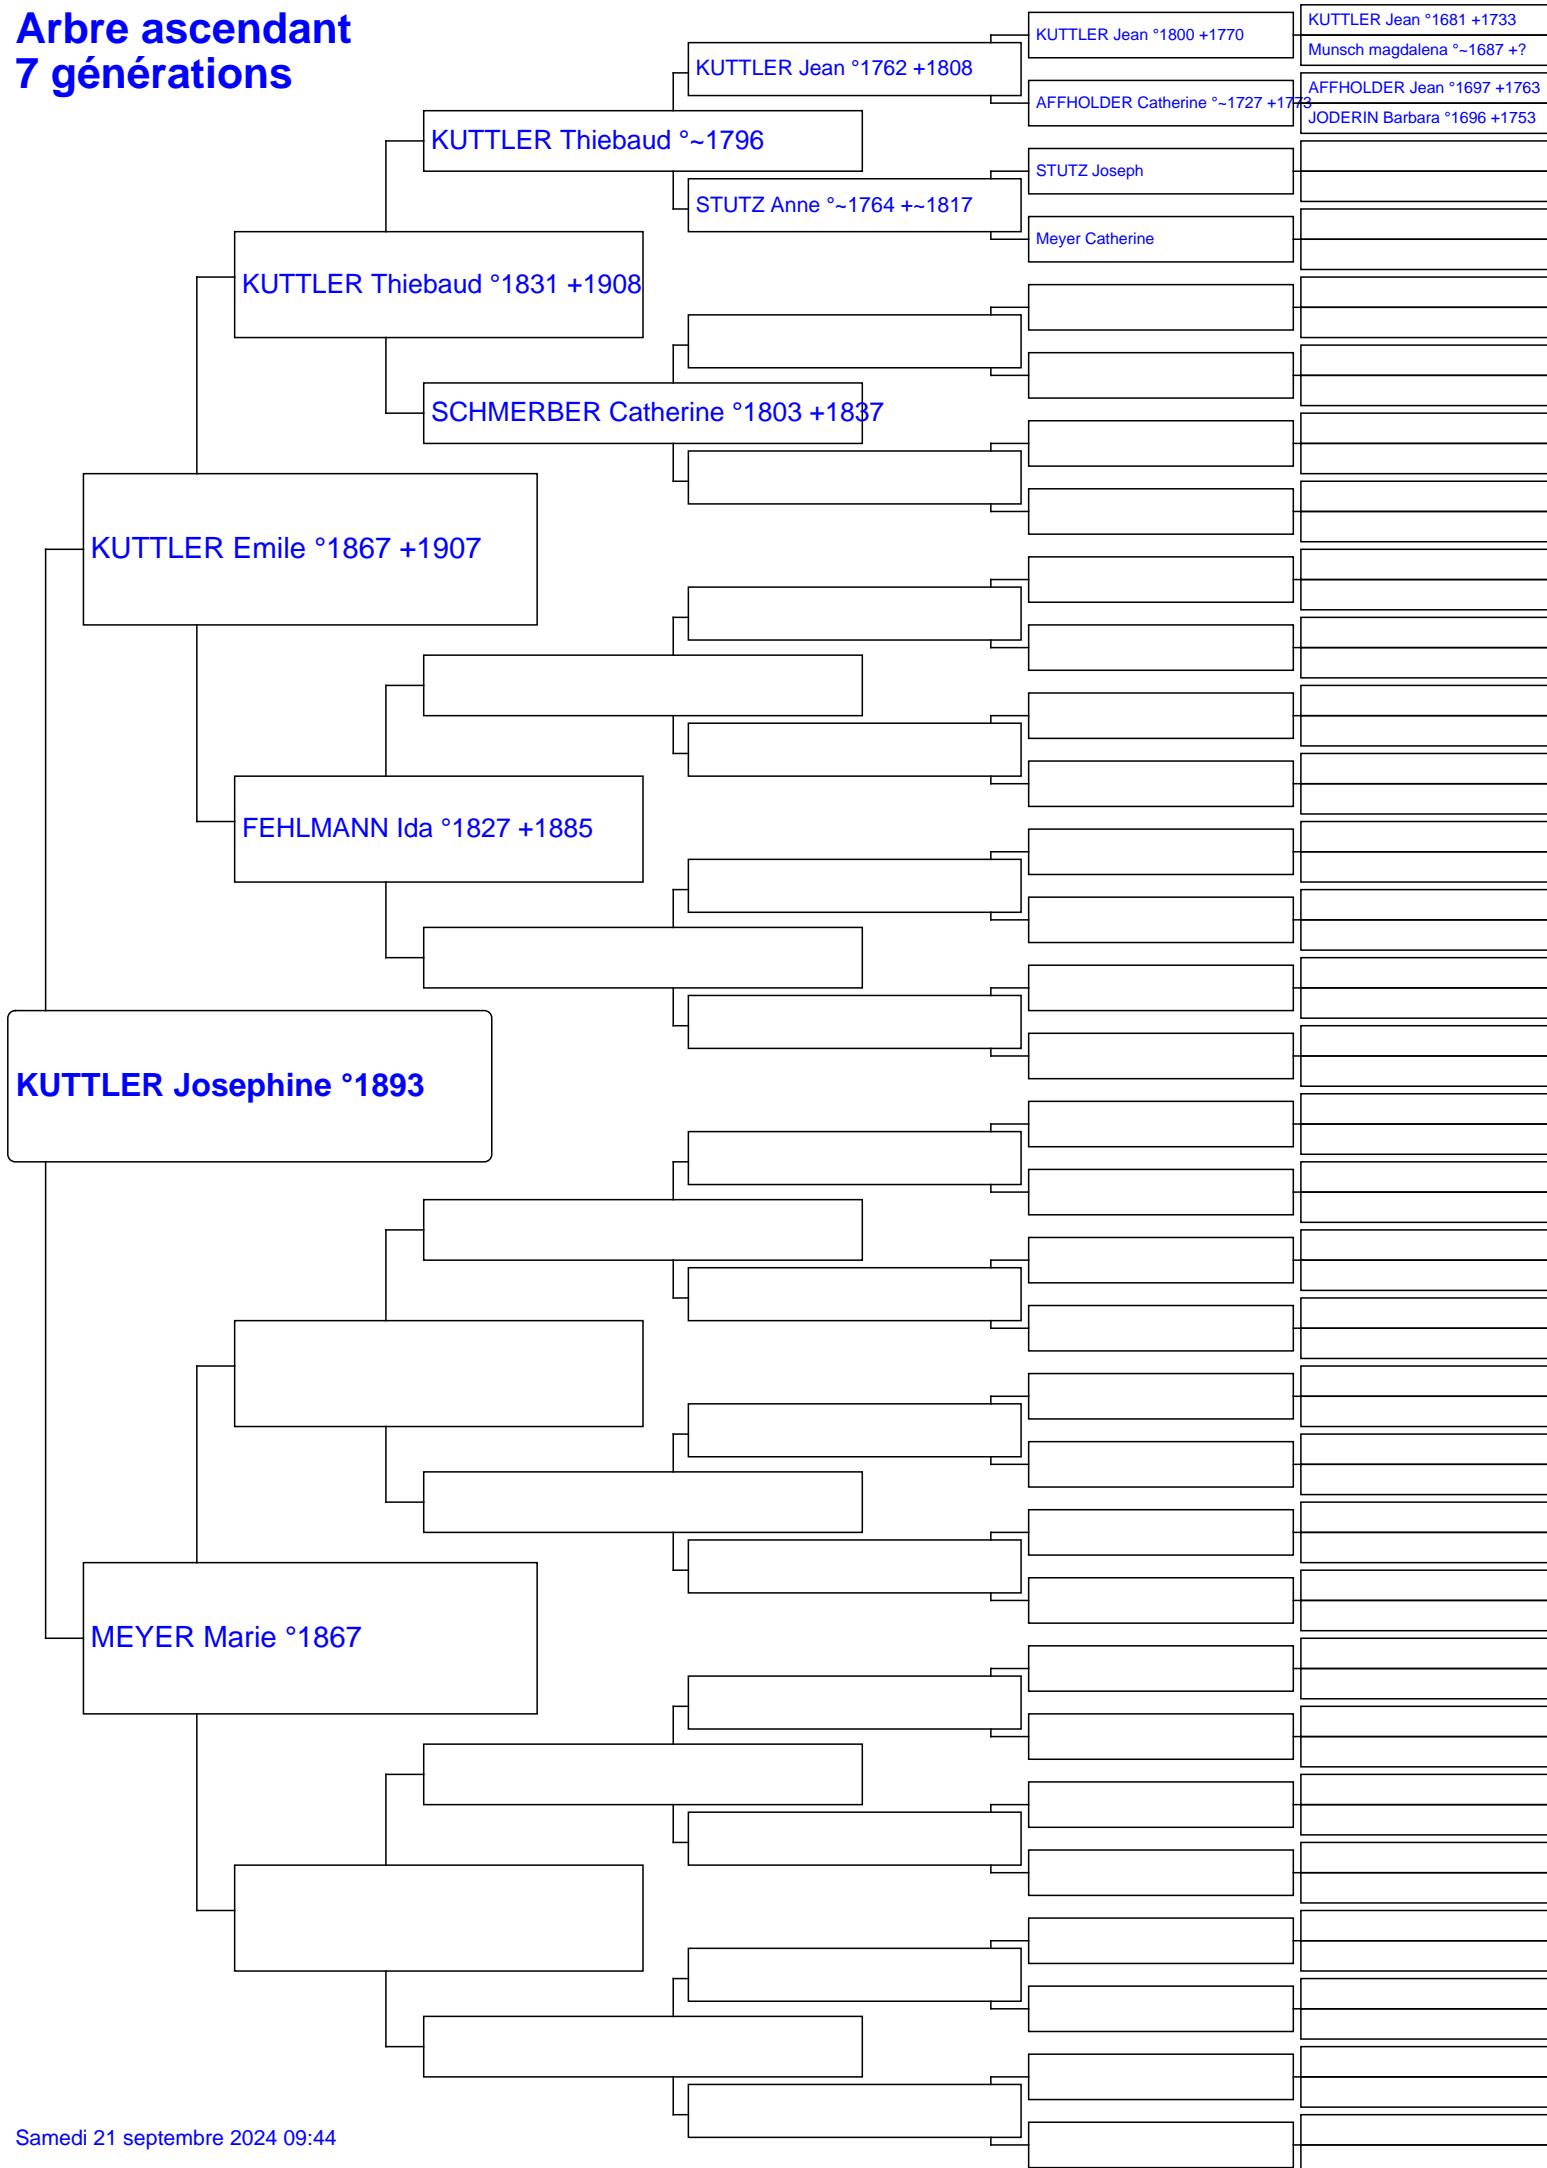 Arbre ascendant
7 générations
KUTTLER Jean °1681 +1733
KUTTLER Jean °1800 +1770
Munsch magdalena °~1687 +?
KUTTLER Jean °1762 +1808
AFFHOLDER Jean °1697 +1763
AFFHOLDER Catherine °~1727 +1773
JODERIN Barbara °1696 +1753
KUTTLER Thiebaud °~1796
STUTZ Joseph
STUTZ Anne °~1764 +~1817
Meyer Catherine
KUTTLER Thiebaud °1831 +1908
SCHMERBER Catherine °1803 +1837
KUTTLER Emile °1867 +1907
FEHLMANN Ida °1827 +1885
KUTTLER Josephine °1893
MEYER Marie °1867
Samedi 21 septembre 2024 09:44